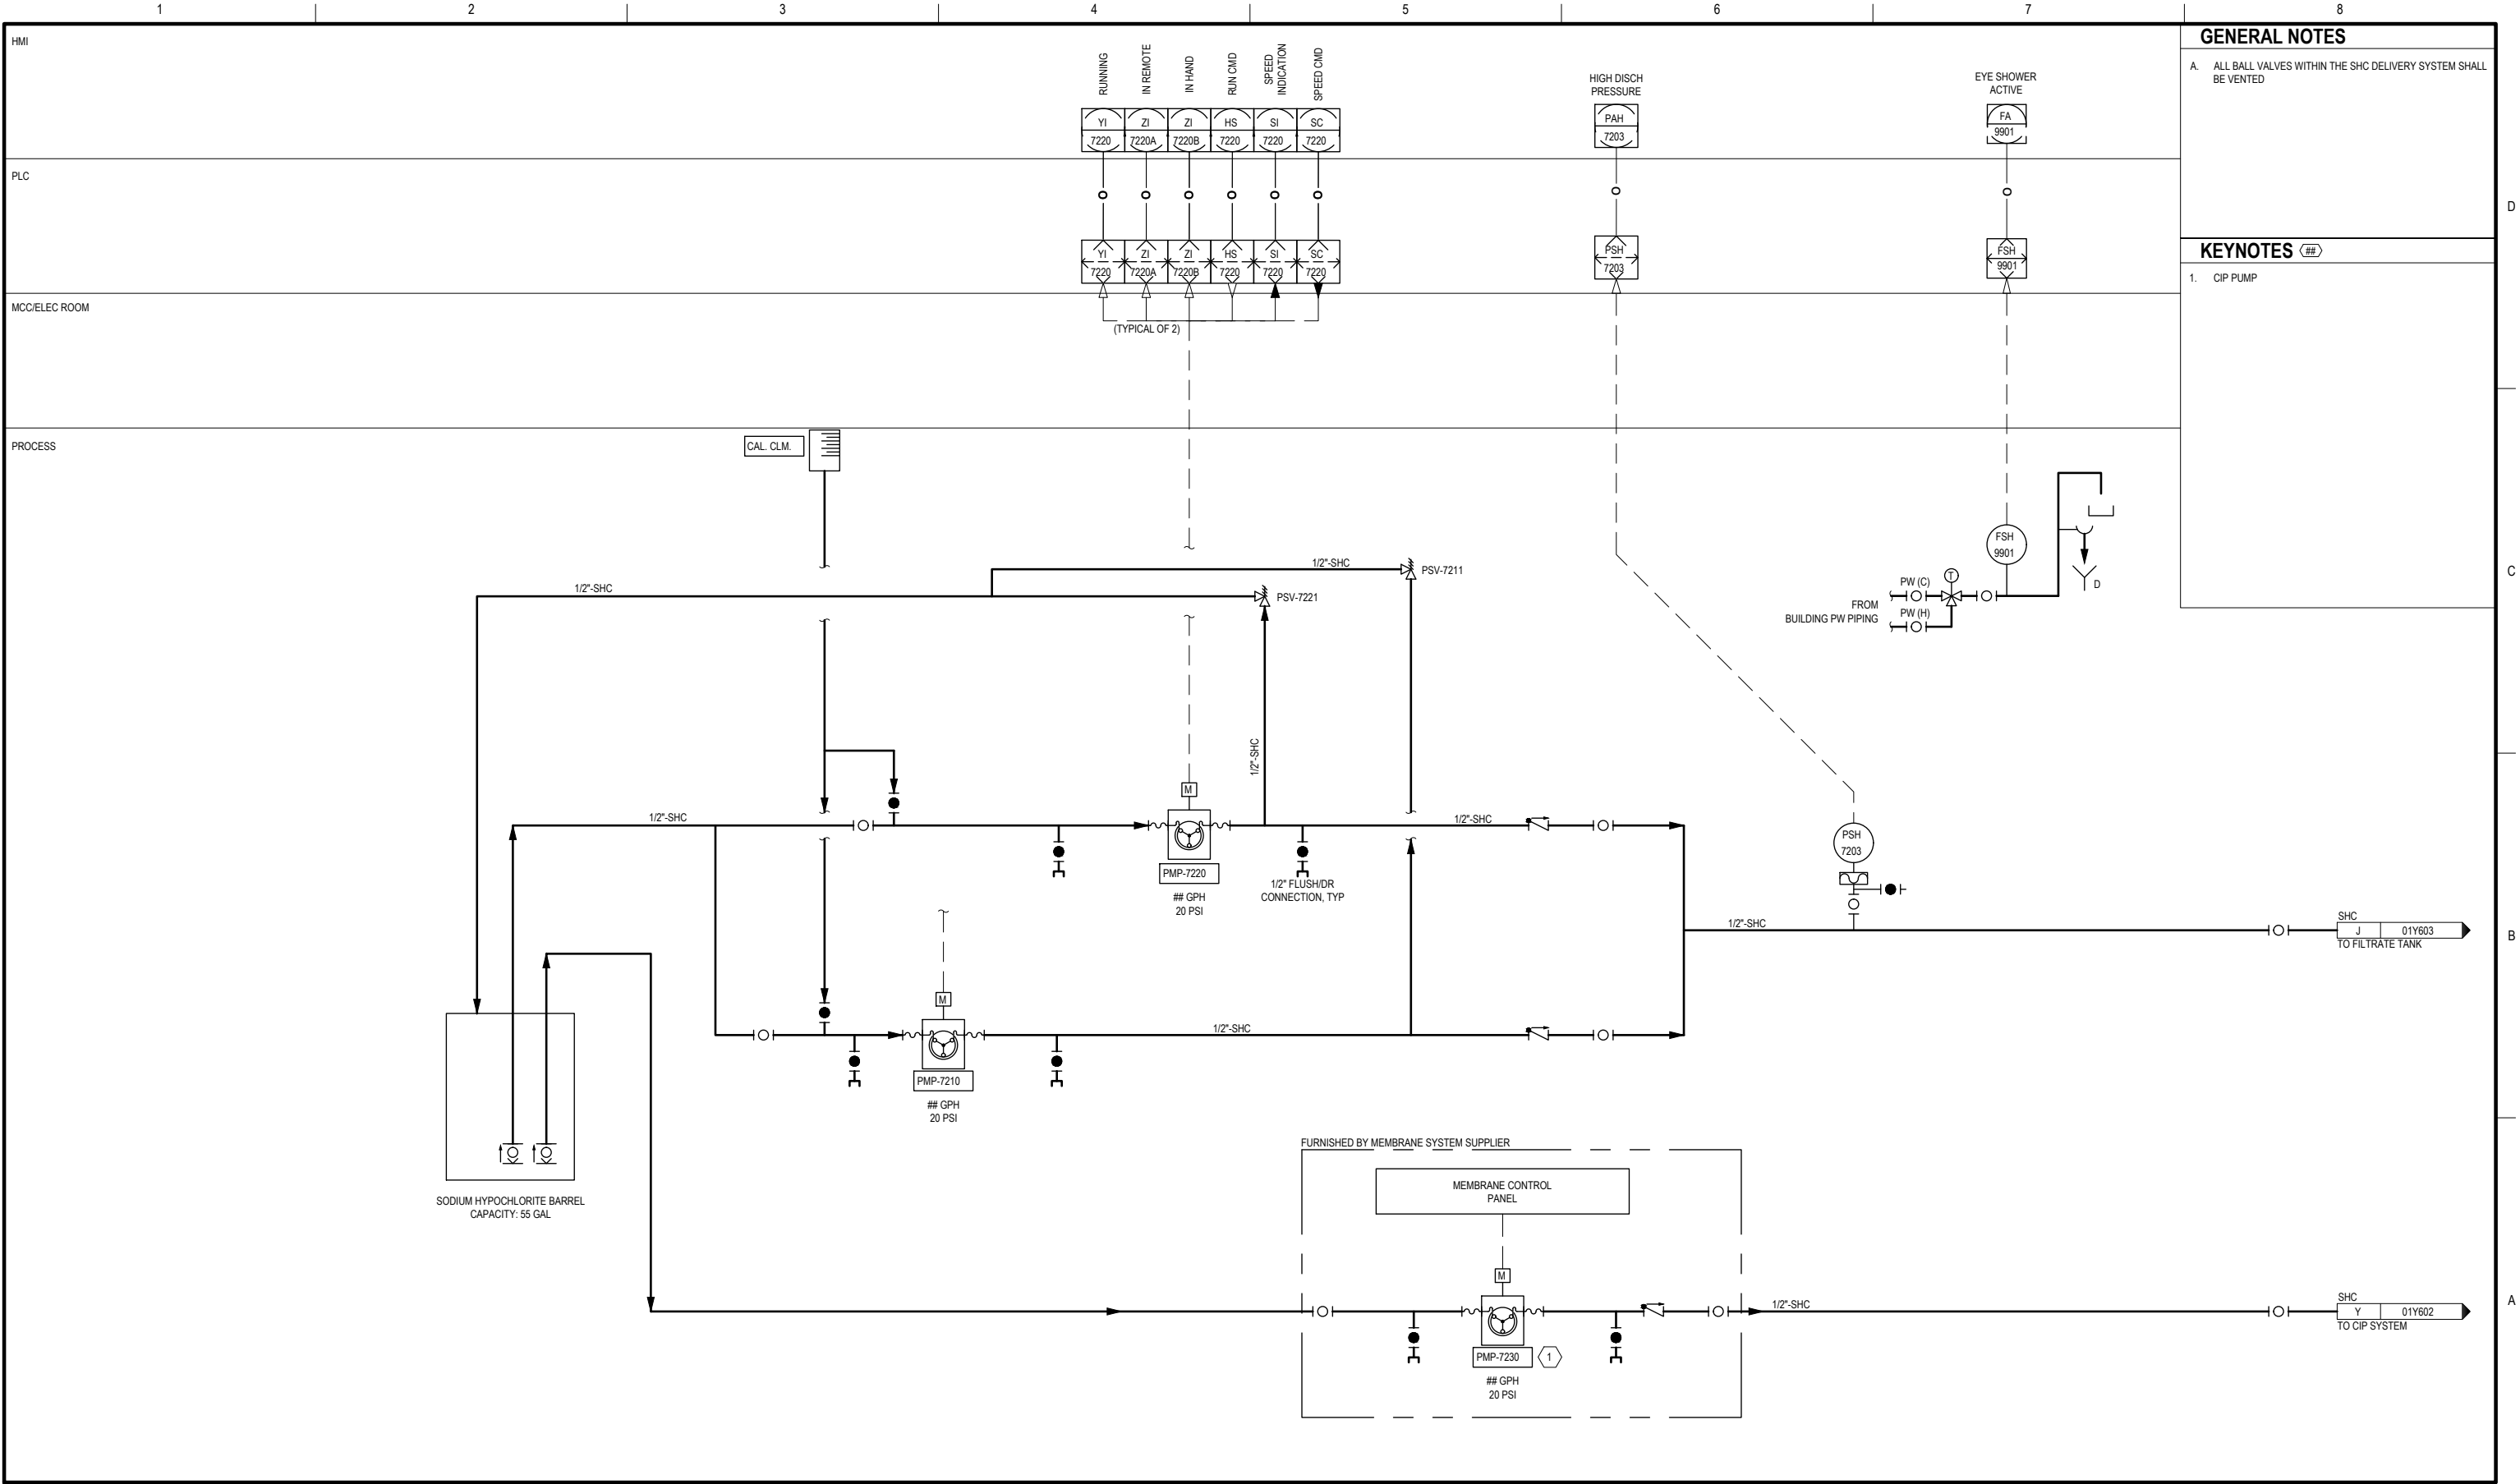 1 2 3 4 5 6 7 8
HMI
RUNNING
IN REMOTE
IN HAND
RUN CMD
SPEED
INDICATION
SPEED CMD
YI
7220
ZI
7220A
ZI
7220B
HS
7220
SI
7220
SC
7220
HIGH DISCH
PRESSURE
PAH
7203
EYE SHOWER
ACTIVE
FA
9901
GENERAL NOTES
A. ALL BALL VALVES WITHIN THE SHC DELIVERY SYSTEM SHALL
BE VENTED
PLC
D
YI
7220
ZI
7220A
ZI
7220B
HS
7220
SI
7220
SC
7220
PSH
7203
FSH
9901
KEYNOTES ##
1. CIP PUMP
MCC/ELEC ROOM
(TYPICAL OF 2)
PROCESS
CAL. CLM.
FSH
9901
1/2"-SHC
PSV-7211
1/2"-SHC
PSV-7221
T
PW (C)
FROM
BUILDING PW PIPING
PW (H)
D
C
1/2"-SHC
M
1/2"-SHC
1/2"-SHC
PSH
7203
PMP-7220
## GPH
20 PSI
1/2" FLUSH/DR
CONNECTION, TYP
1/2"-SHC
SHC
J 01Y603
TO FILTRATE TANK
B
M
1/2"-SHC
PMP-7210
## GPH
20 PSI
SODIUM HYPOCHLORITE BARREL
CAPACITY: 55 GAL
FURNISHED BY MEMBRANE SYSTEM SUPPLIER
MEMBRANE CONTROL
PANEL
M
1/2"-SHC
SHC
Y 01Y602
TO CIP SYSTEM
A
PMP-7230 1
## GPH
20 PSI